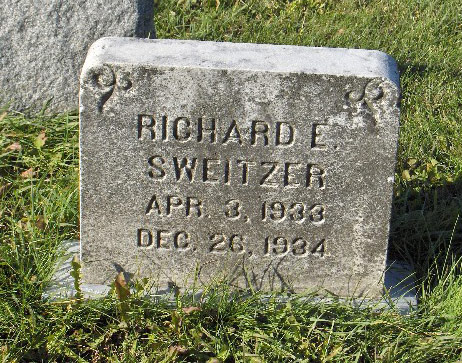 RICHARD E.
SWEITZER
APR. 3, 1933
DEC. 26, 1934